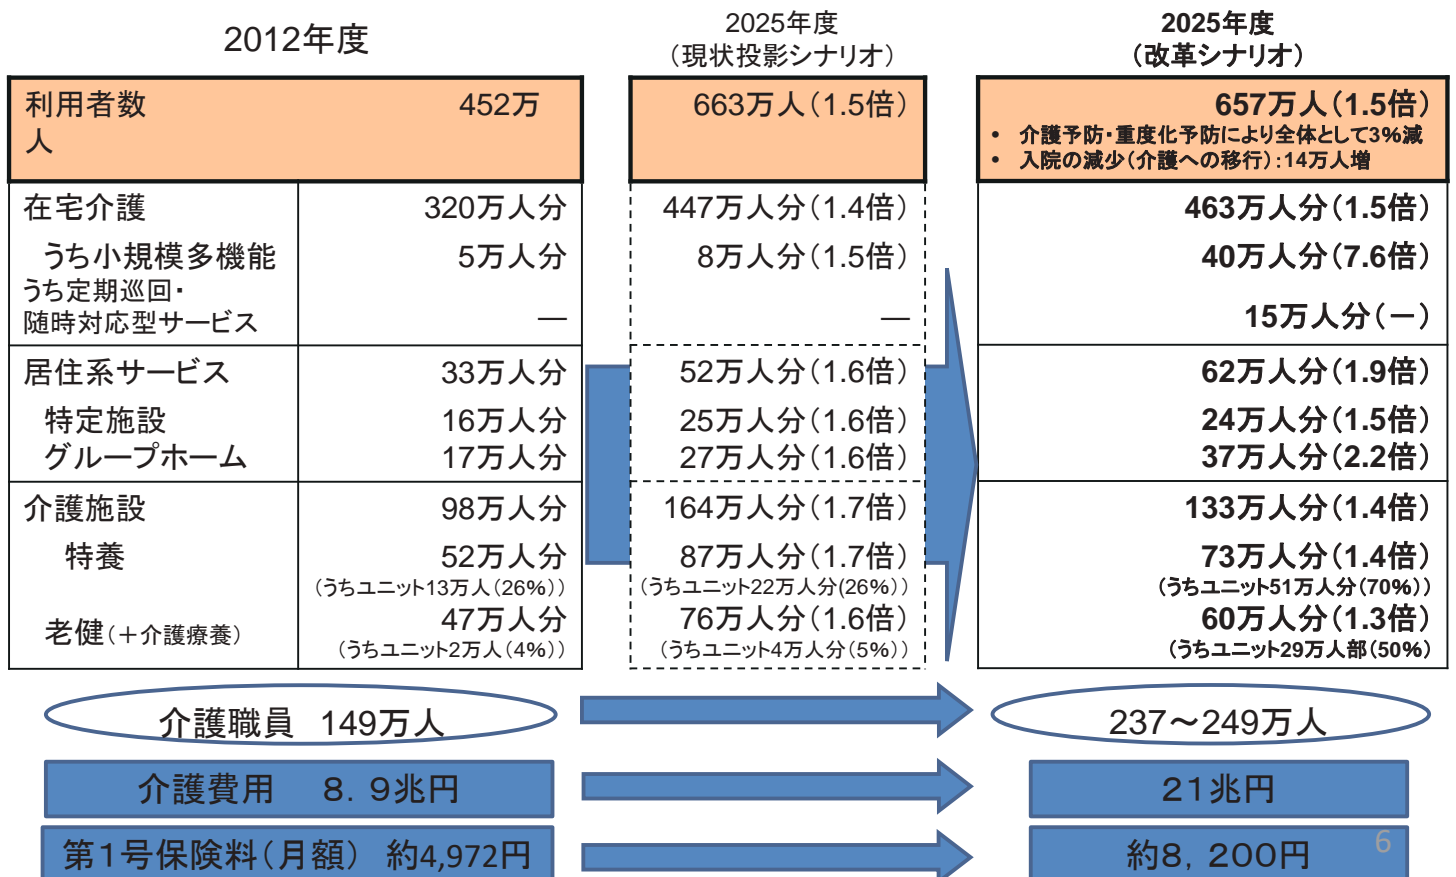 2012年度
2025年度
（現状投影シナリオ）
2025年度
（改革シナリオ）
利用者数 452万
人
663万人（1.5倍）
657万人（1.5倍）
• 介護予防・重度化予防により全体として3%減
• 入院の減少（介護への移行）：14万人増
在宅介護 320万人分 447万人分（1.4倍） 463万人分（1.5倍）
うち小規模多機能 5万人分 8万人分（1.5倍） 40万人分（7.6倍）
うち定期巡回・
随時対応型サービス ― ― 15万人分（－）
居住系サービス 33万人分 52万人分（1.6倍） 62万人分（1.9倍）
特定施設 16万人分 25万人分（1.6倍） 24万人分（1.5倍）
グループホーム 17万人分 27万人分（1.6倍） 37万人分（2.2倍）
介護施設 98万人分 164万人分（1.7倍） 133万人分（1.4倍）
特養 52万人分 87万人分（1.7倍） 73万人分（1.4倍）
（うちユニット13万人（26%）） （うちユニット22万人分(26%)） （うちユニット51万人分（70%））
老健（＋介護療養） 47万人分 76万人分（1.6倍） 60万人分（1.3倍）
（うちユニット2万人（4%）） （うちユニット4万人分（5%）） （うちユニット29万人部（50%）
介護職員 149万人 237～249万人
介護費用 ８．９兆円 ２１兆円
第１号保険料（月額） 約4,972円 約８，２００円
6